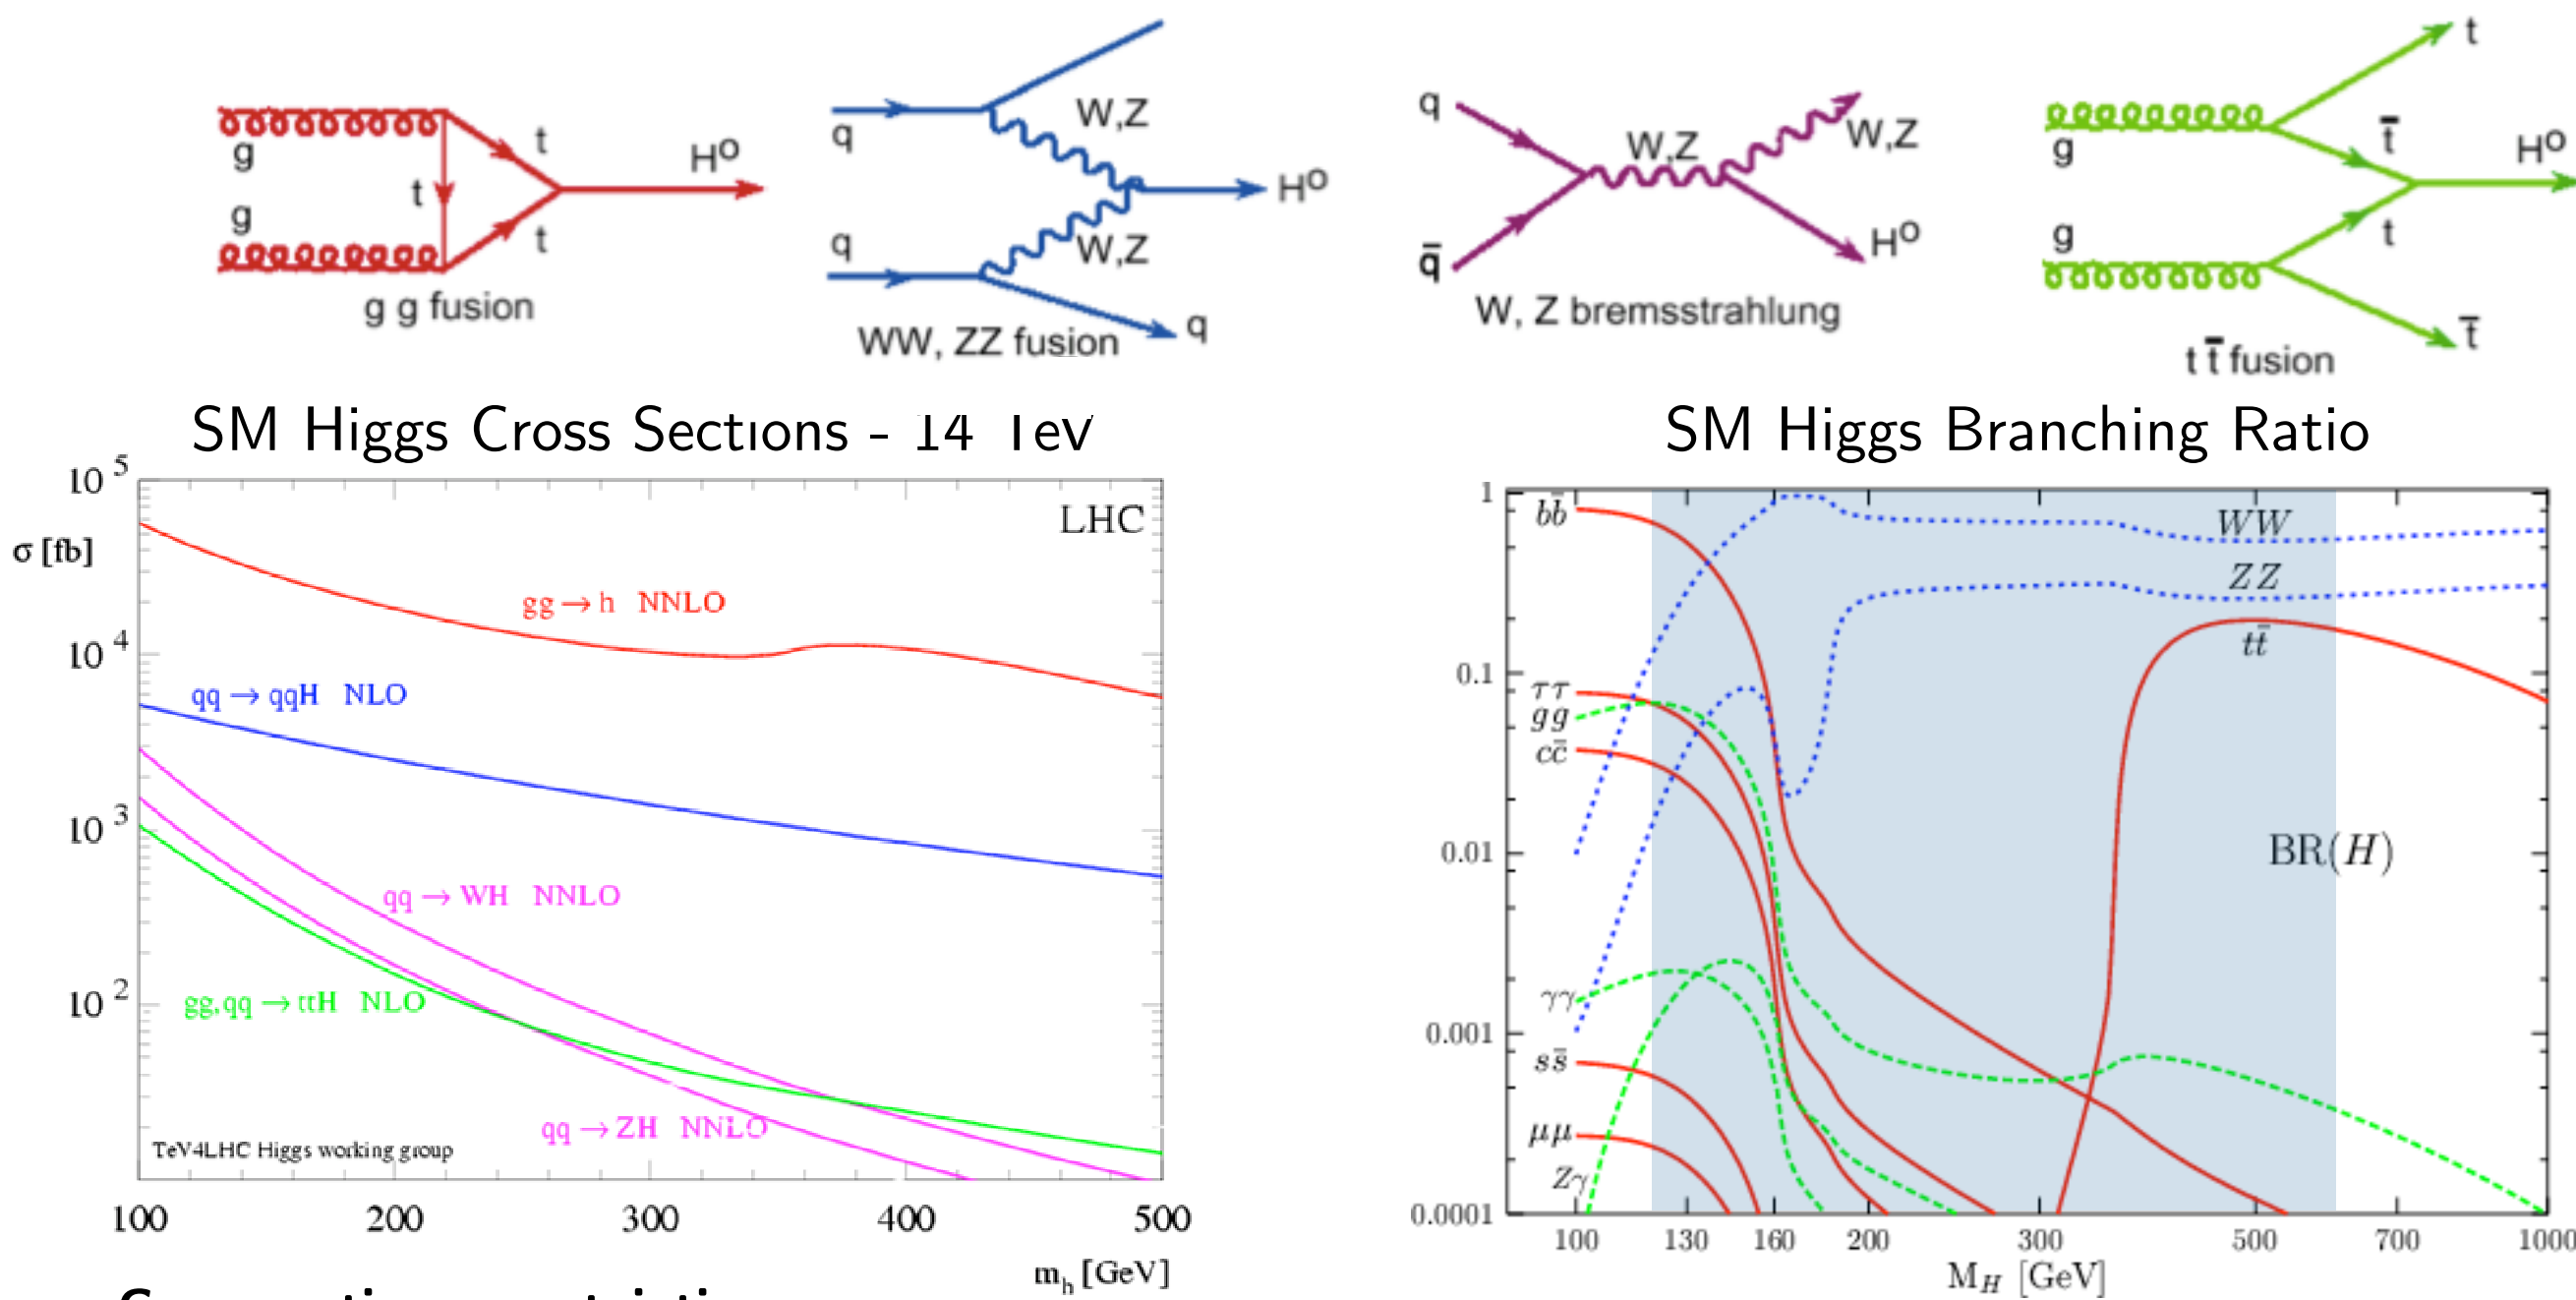 g
g
t
t
t
H⁰
g g fusion
q
q
W,Z
W,Z
H⁰
q
WW, ZZ fusion
q
q̄
W,Z
W,Z
H⁰
W, Z bremsstrahlung
g
g
t
t̄
t
t̄
H⁰
t t̄ fusion
SM Higgs Cross Sections - 14 TeV
σ [fb]
10⁵
10⁴
10³
10²
LHC
gg → h NNLO
qq → qqH NLO
qq → WH NNLO
gg,qq → ttH NLO
qq → ZH NNLO
TeV4LHC Higgs working group
100 200 300 400 500
mₕ [GeV]
SM Higgs Branching Ratio
1
0.1
0.01
0.001
0.0001
bb̄
ττ
gg
cc̄
γγ
ss̄
μμ
Zγ
WW
ZZ
tt̄
BR(H)
100 130 160 200 300 500 700 1000
M_H [GeV]